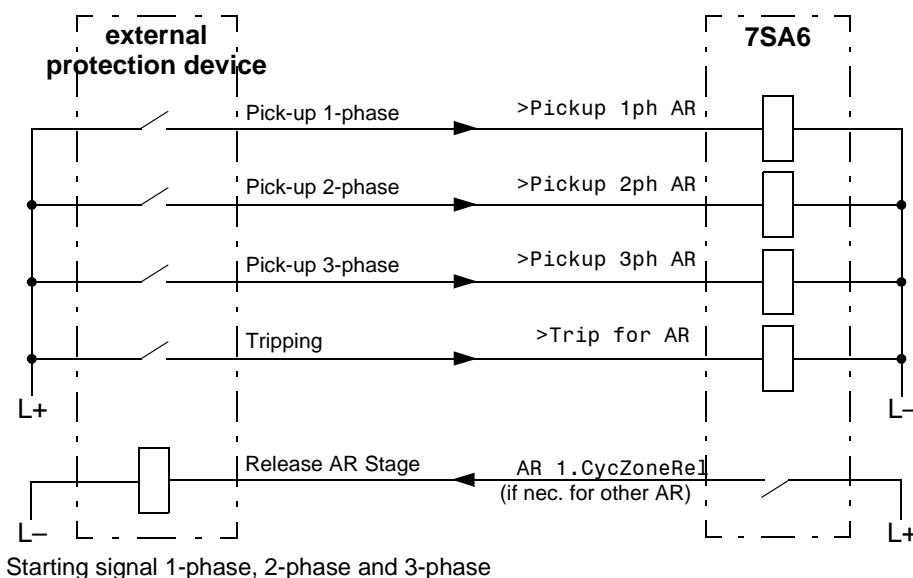 external
protection device
7SA6
Pick-up 1-phase
>Pickup 1ph AR
Pick-up 2-phase
>Pickup 2ph AR
Pick-up 3-phase
>Pickup 3ph AR
Tripping
>Trip for AR
L+
L–
Release AR Stage
AR 1.CycZoneRel
(if nec. for other AR)
L–
L+
Starting signal 1-phase, 2-phase and 3-phase